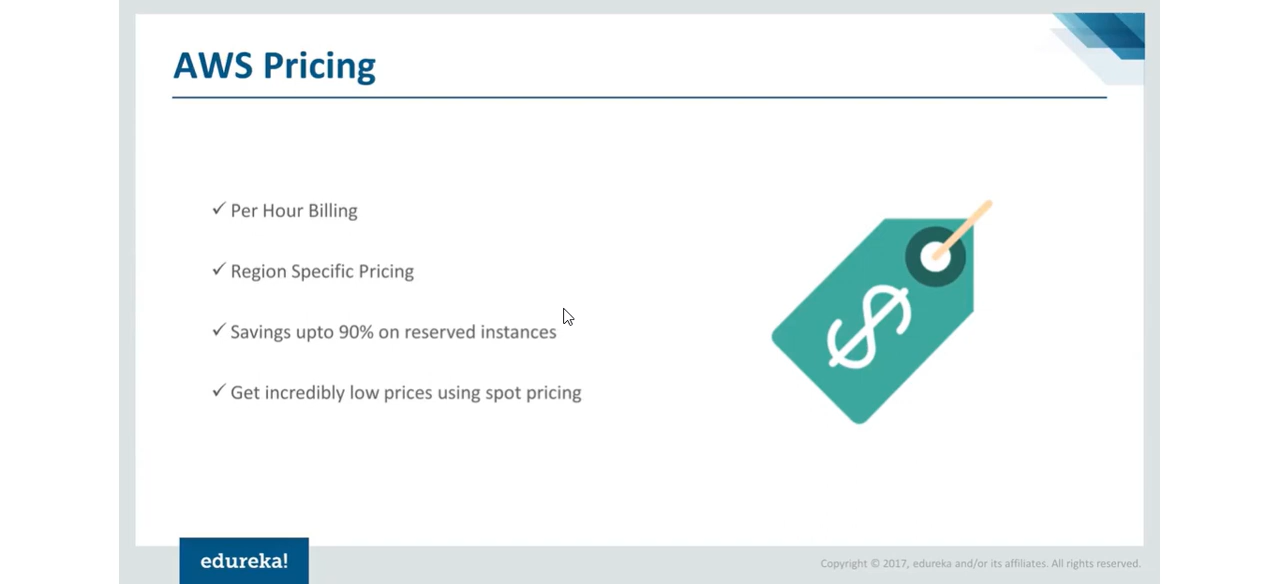 AWS Pricing
✓ Per Hour Billing
✓ Region Specific Pricing
✓ Savings upto 90% on reserved instances
✓ Get incredibly low prices using spot pricing
$
edureka!
Copyright © 2017, edureka and/or its affiliates. All rights reserved.